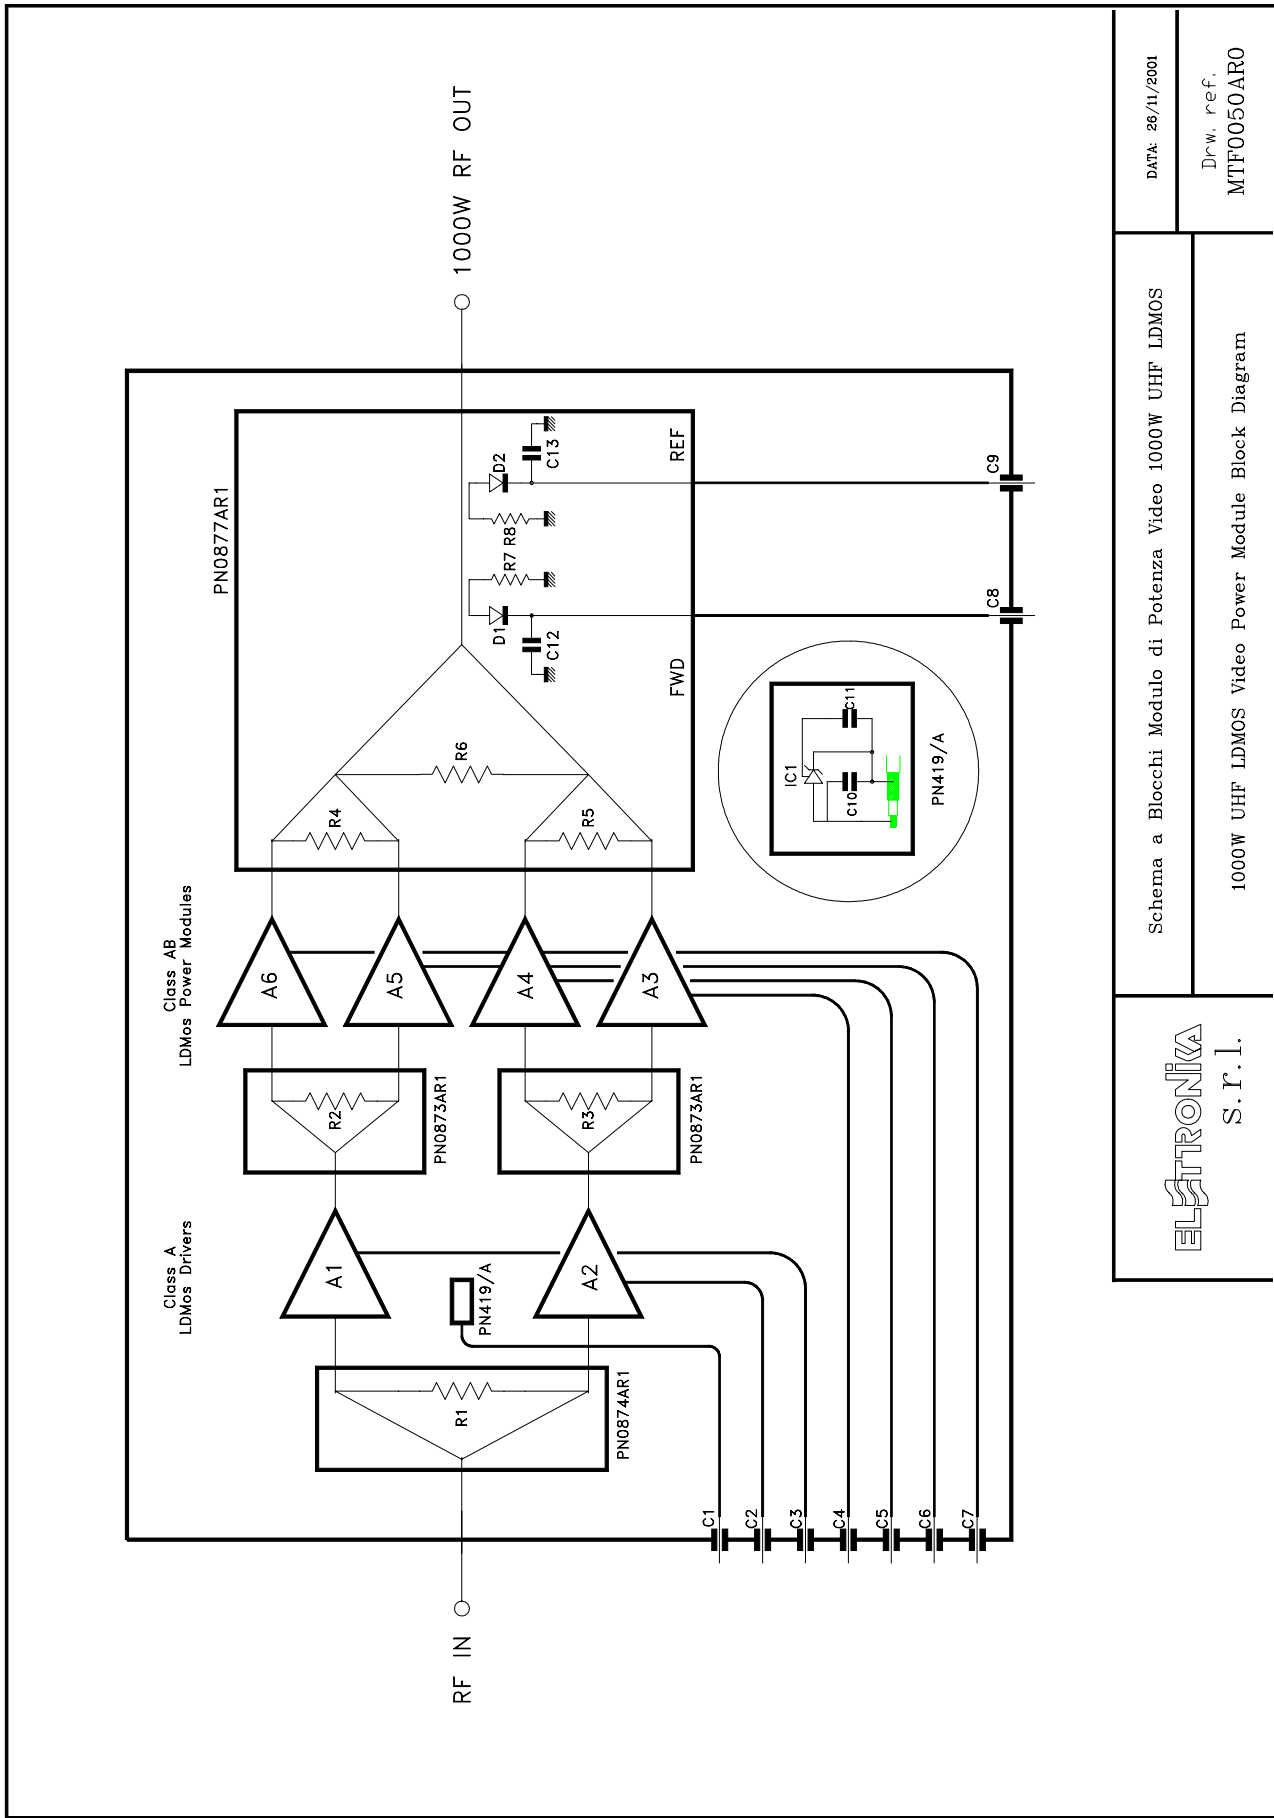 Class A
LDMos Drivers
Class AB
LDMos Power Modules
PN0877AR1
A6
R4
R2
A1
A5
R6
D1
R7
R8
D2
C12
C13
PN0873AR1
RF IN
R1
PN419/A
1000W RF OUT
A4
R5
R3
A2
A3
FWD
REF
PN0874AR1
PN0873AR1
IC1
C10
C11
PN419/A
C1
C2
C3
C4
C5
C6
C7
C8
C9
ELETTRONIKA
s.r.l.
Schema a Blocchi Modulo di Potenza Video 1000W UHF LDMOS
1000W UHF LDMOS Video Power Module Block Diagram
DATA: 26/11/2001
Drw. ref.
MTF0050AR0